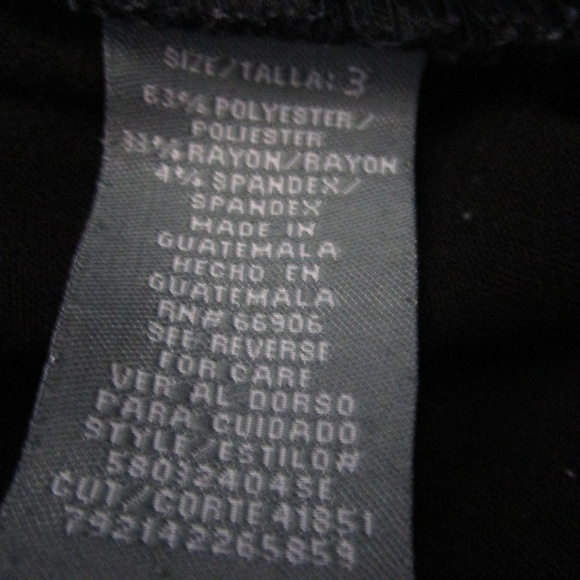 SIZE/TALLA: 3
63% POLYESTER/
POLIESTER
33% RAYON/RAYON
4% SPANDEX/
SPANDEX
MADE IN
GUATEMALA
HECHO EN
GUATEMALA
RN# 66906
SEE REVERSE
FOR CARE
VER AL DORSO
PARA CUIDADO
STYLE/ESTILO#
58032404SE
CUT/CORTE 41851
792142265859